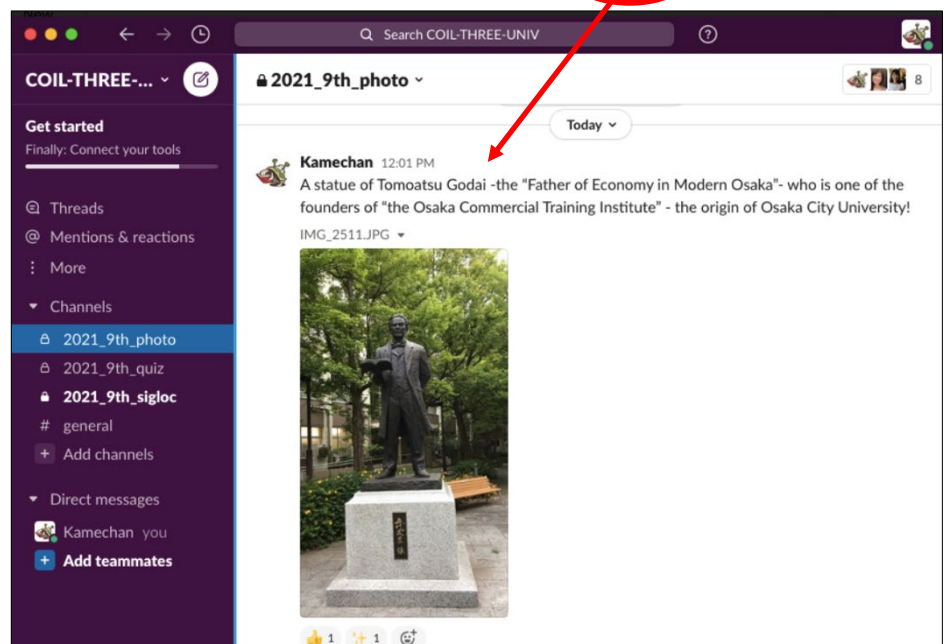 Search COIL-THREE-UNIV
COIL-THREE-...
2021_9th_photo
8
Get started
Finally: Connect your tools
Threads
Mentions & reactions
More
Channels
2021_9th_photo
2021_9th_quiz
2021_9th_sigloc
# general
+ Add channels
Direct messages
Kamechan you
+ Add teammates
Today
Kamechan 12:01 PM
A statue of Tomoatsu Godai -the “Father of Economy in Modern Osaka”- who is one of the
founders of “the Osaka Commercial Training Institute” - the origin of Osaka City University!
IMG_2511.JPG
1 1